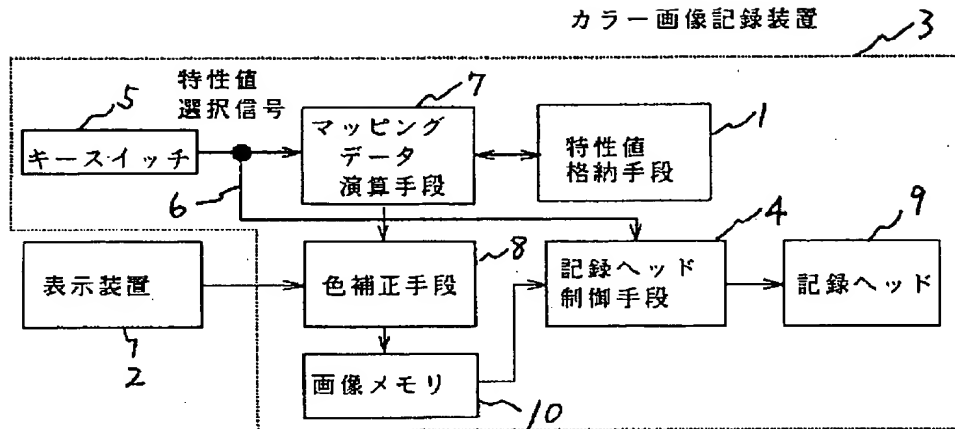 カラー画像記録装置
3
特性値
選択信号
5
キースイッチ
6
7
マッピング
データ
演算手段
1
特性値
格納手段
表示装置
2
8
色補正手段
4
記録ヘッド
制御手段
9
記録ヘッド
画像メモリ
10